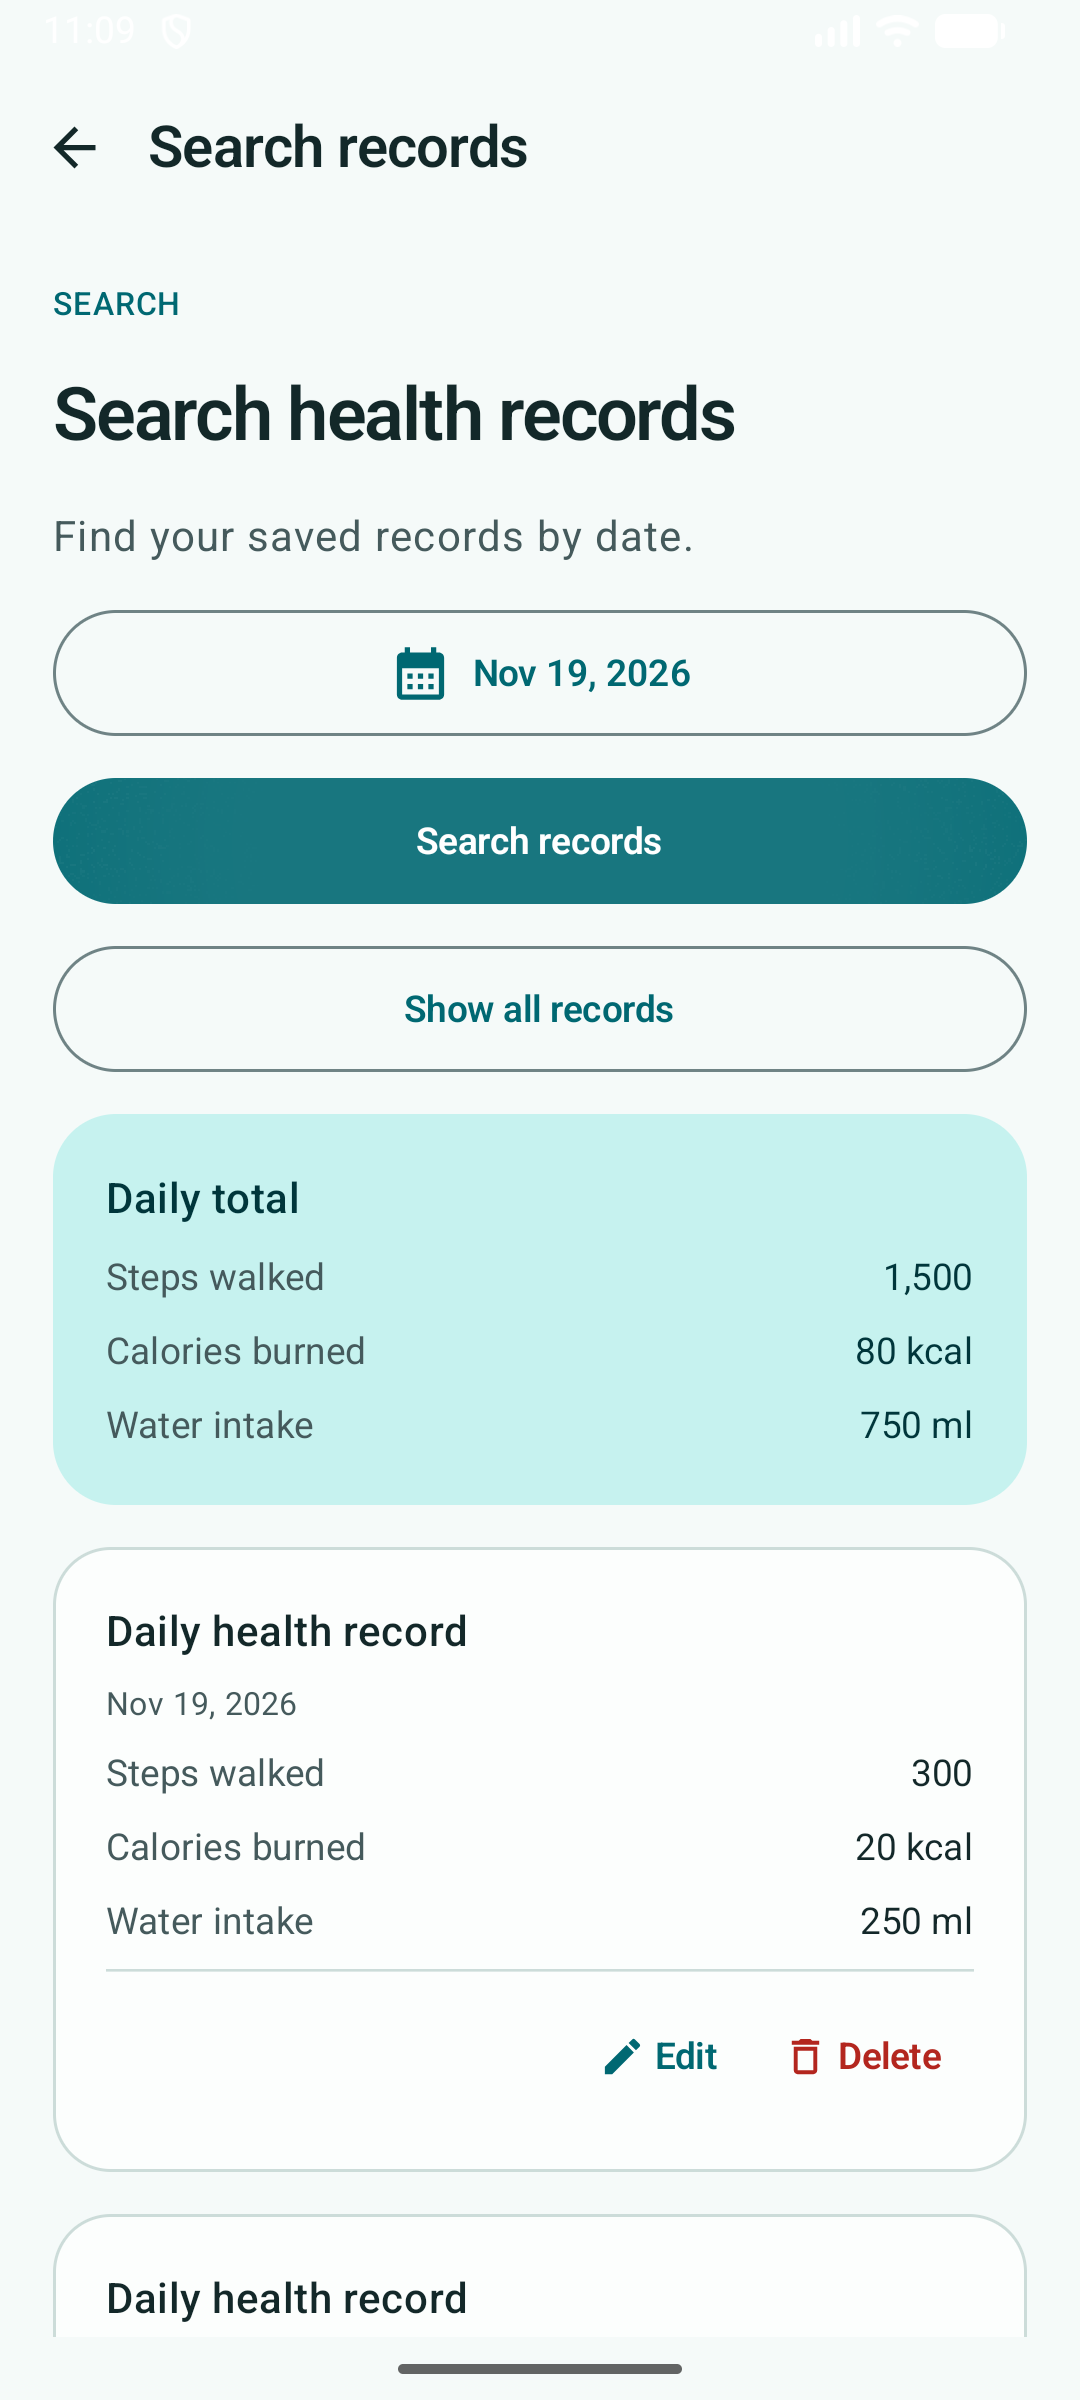 11:09
Search records
SEARCH
Search health records
Find your saved records by date.
Nov 19, 2026
Search records
Show all records
Daily total
Steps walked 1,500
Calories burned 80 kcal
Water intake 750 ml
Daily health record
Nov 19, 2026
Steps walked 300
Calories burned 20 kcal
Water intake 250 ml
Edit Delete
Daily health record